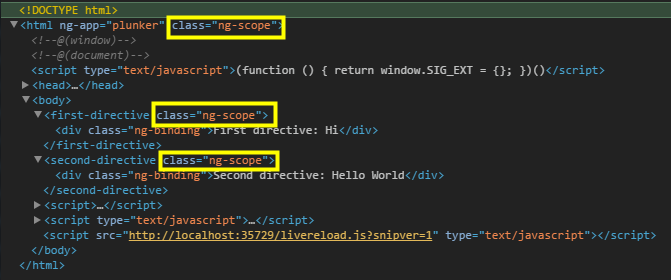 <!DOCTYPE html>
▼<html ng-app="plunker" class="ng-scope">
<!--@(window)-->
<!--@(document)-->
<script type="text/javascript">(function () { return window.SIG_EXT = {}; })()</script>
▶<head>…</head>
▼<body>
▼<first-directive class="ng-scope">
<div class="ng-binding">First directive: Hi</div>
</first-directive>
▼<second-directive class="ng-scope">
<div class="ng-binding">Second directive: Hello World</div>
</second-directive>
▶<script>…</script>
▶<script type="text/javascript">…</script>
<script src="http://localhost:35729/livereload.js?snipver=1" type="text/javascript"></script>
</body>
</html>